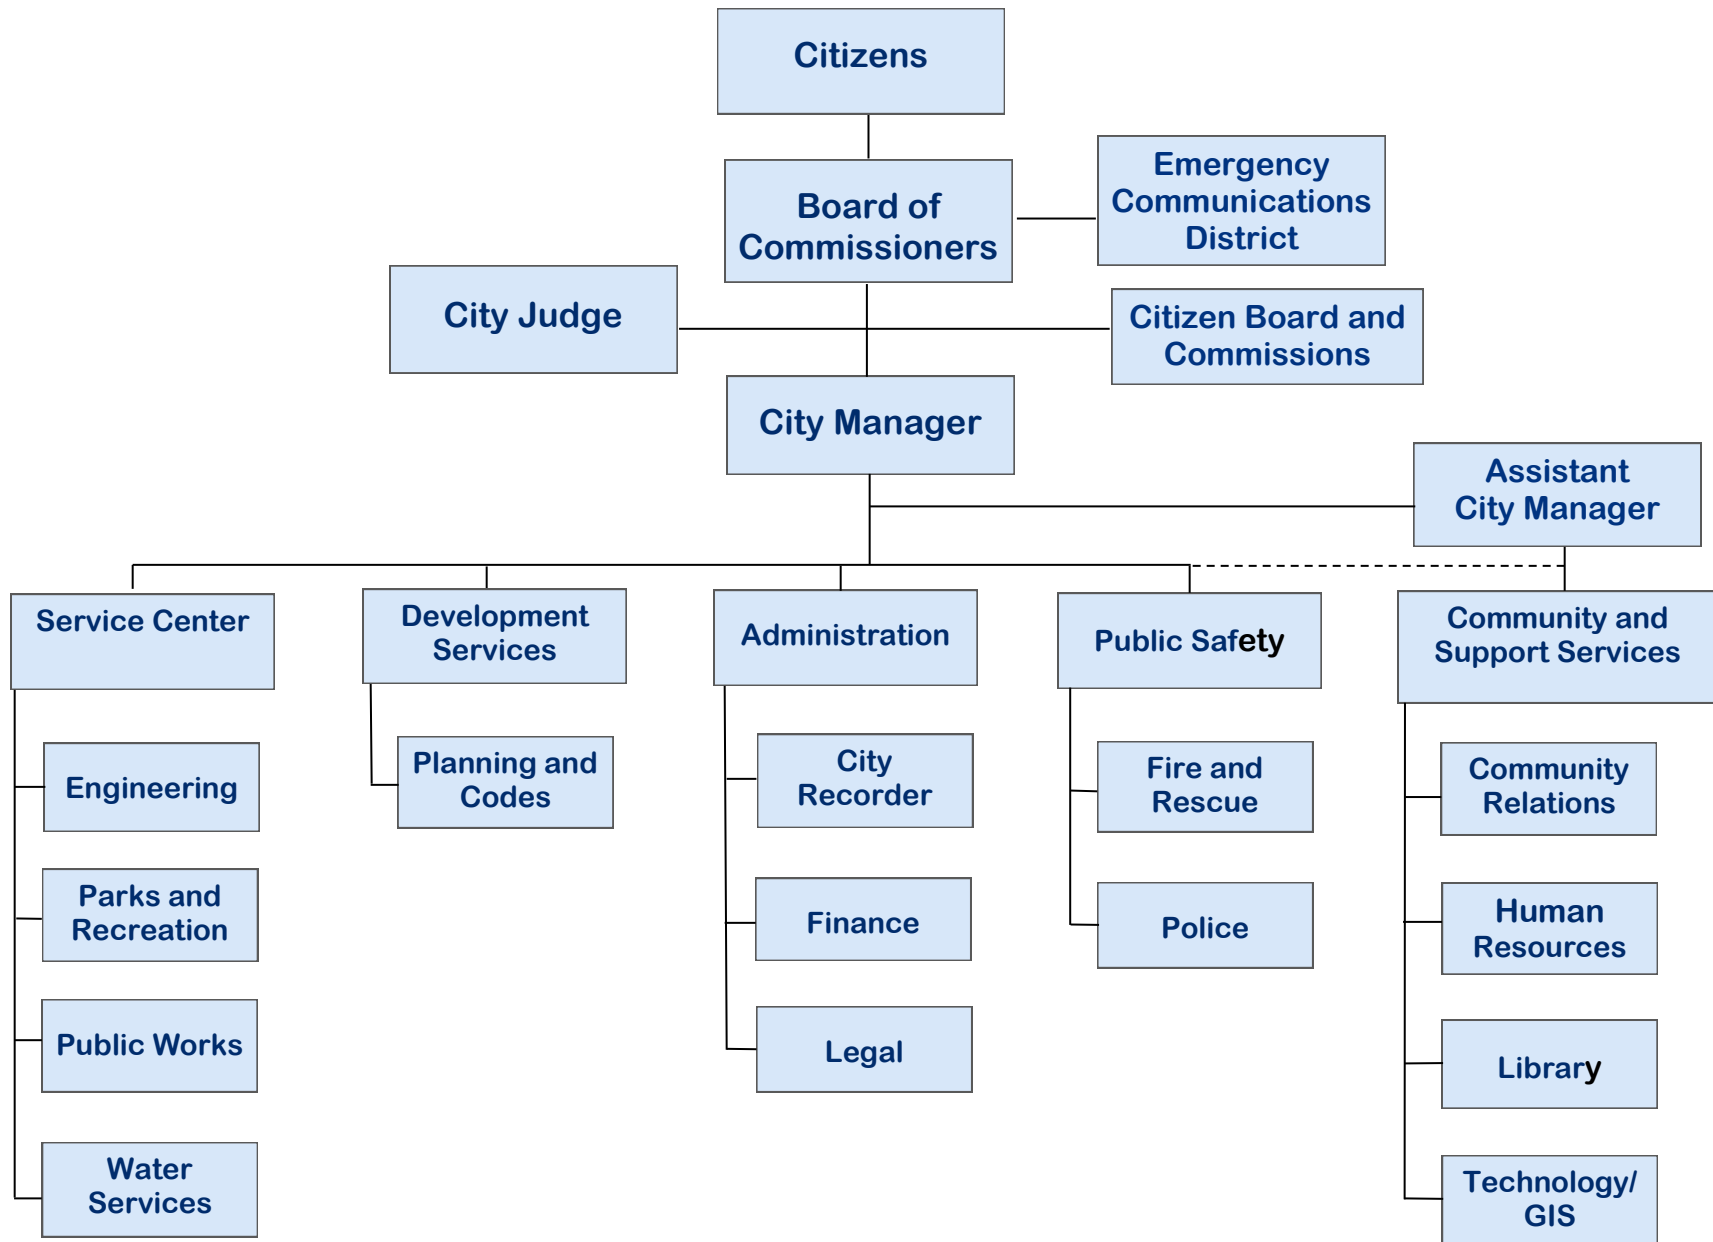 Citizens
Board of
Commissioners
Emergency
Communications
District
City Judge
Citizen Board and
Commissions
City Manager
Assistant
City Manager
Service Center
Development
Services
Administration
Public Safety
Community and
Support Services
Engineering
Parks and
Recreation
Public Works
Water
Services
Planning and
Codes
City
Recorder
Finance
Legal
Fire and
Rescue
Police
Community
Relations
Human
Resources
Library
Technology/
GIS